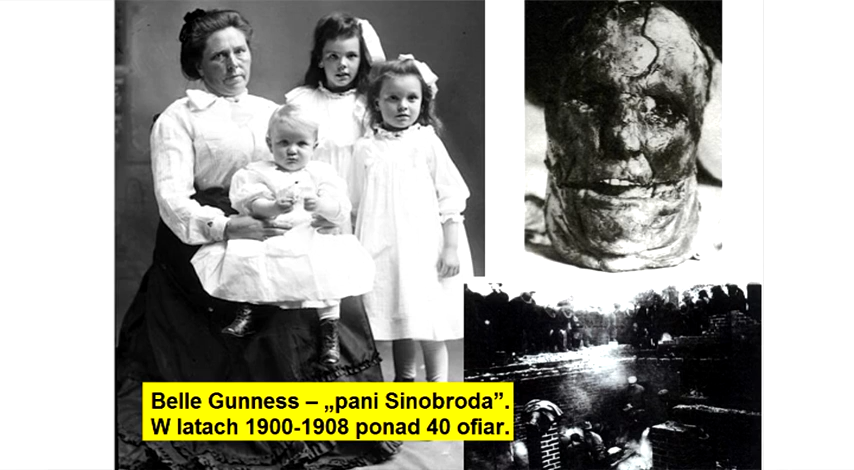 Belle Gunness – „pani Sinobroda”.
W latach 1900-1908 ponad 40 ofiar.